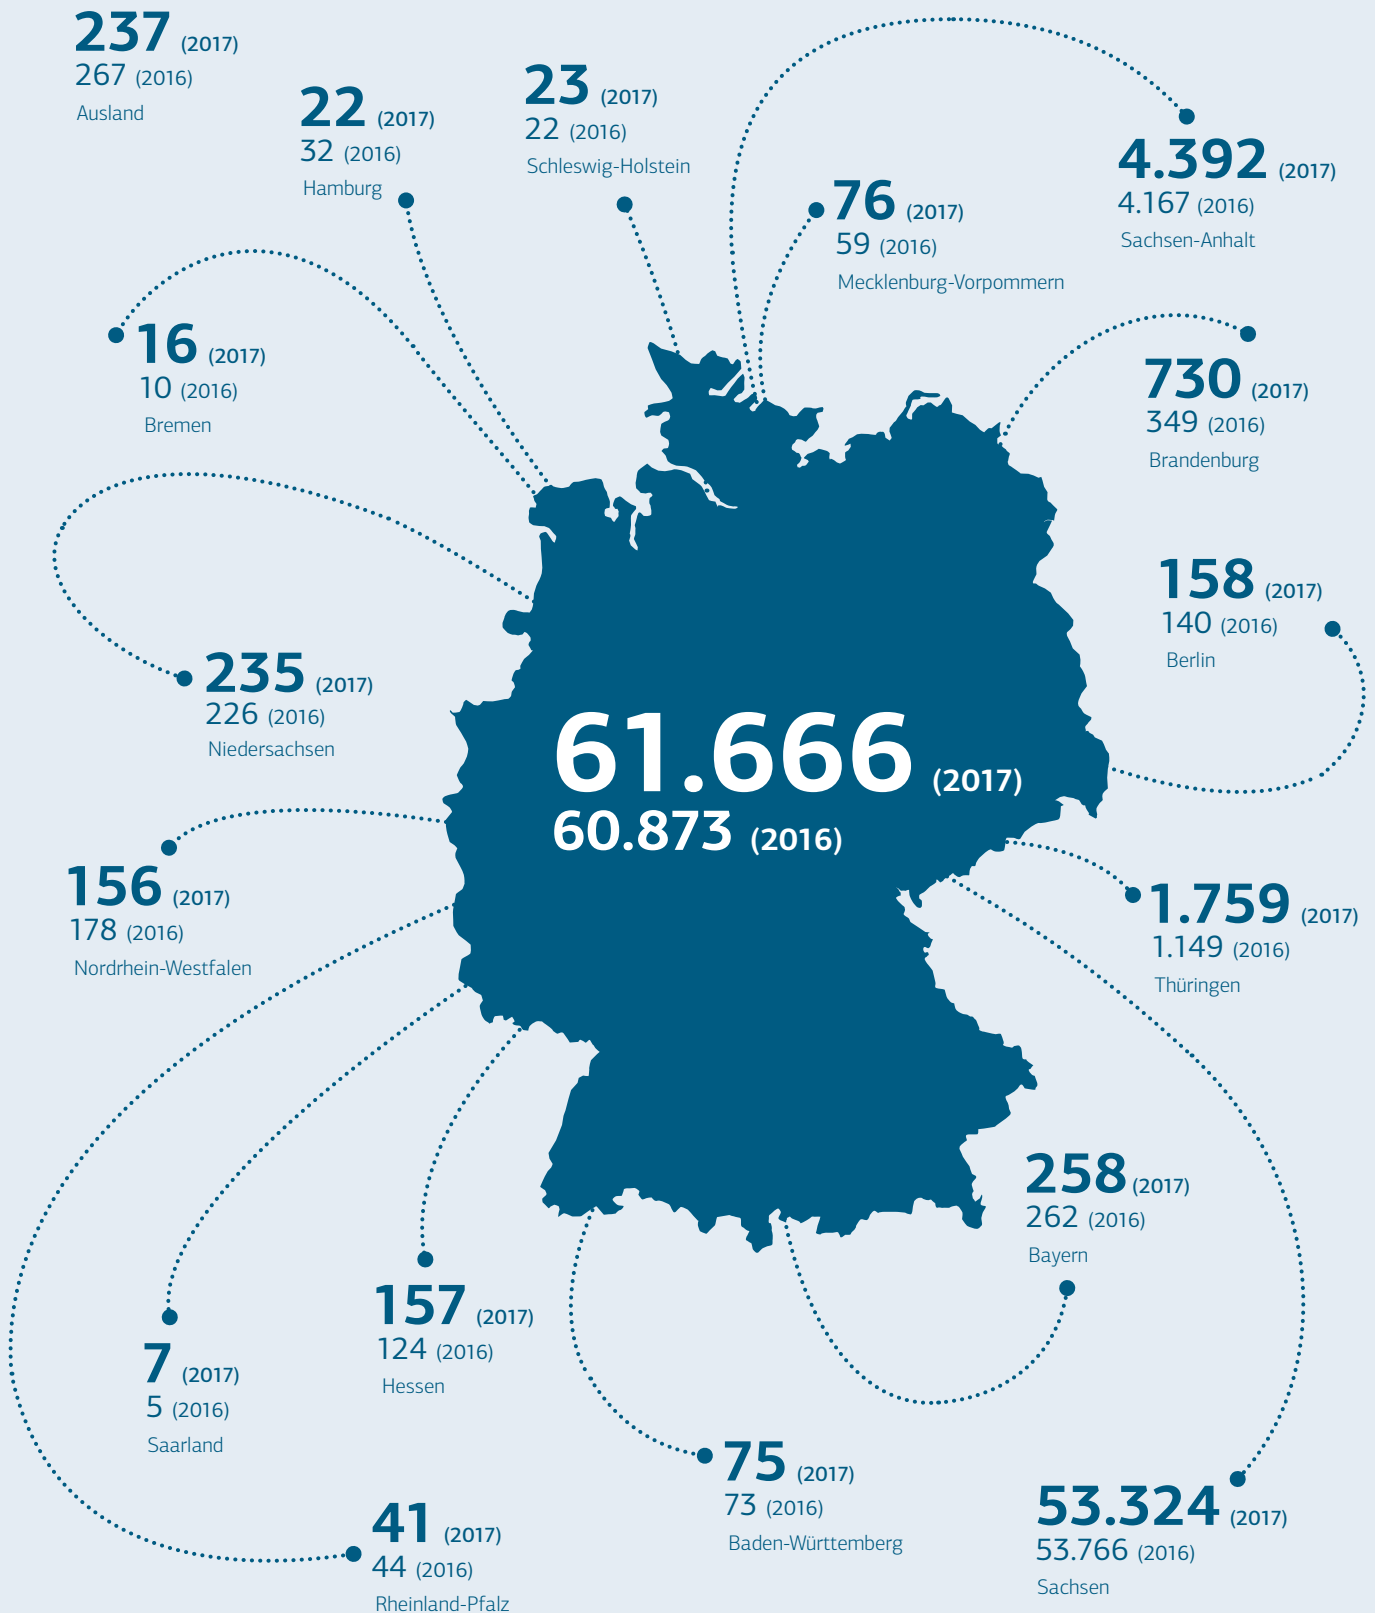 237 (2017)
267 (2016)
Ausland
22 (2017)
32 (2016)
Hamburg
23 (2017)
22 (2016)
Schleswig-Holstein
4.392 (2017)
4.167 (2016)
Sachsen-Anhalt
76 (2017)
59 (2016)
Mecklenburg-Vorpommern
16 (2017)
10 (2016)
Bremen
730 (2017)
349 (2016)
Brandenburg
158 (2017)
140 (2016)
Berlin
235 (2017)
226 (2016)
Niedersachsen
61.666 (2017)
60.873 (2016)
156 (2017)
178 (2016)
Nordrhein-Westfalen
1.759 (2017)
1.149 (2016)
Thüringen
258 (2017)
262 (2016)
Bayern
157 (2017)
124 (2016)
Hessen
7 (2017)
5 (2016)
Saarland
75 (2017)
73 (2016)
Baden-Württemberg
53.324 (2017)
53.766 (2016)
Sachsen
41 (2017)
44 (2016)
Rheinland-Pfalz